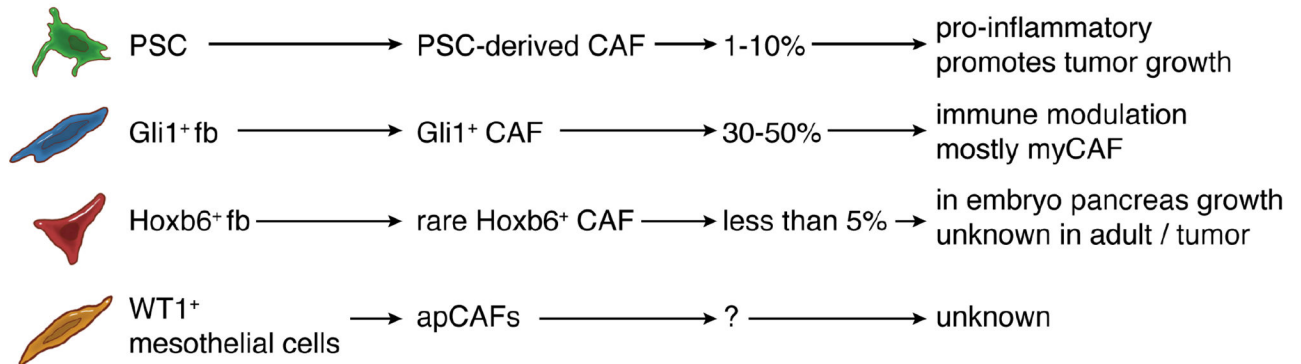 PSC PSC-derived CAF 1-10% pro-inflammatory
promotes tumor growth
Gli1⁺ fb Gli1⁺ CAF 30-50% immune modulation
mostly myCAF
Hoxb6⁺ fb rare Hoxb6⁺ CAF less than 5% in embryo pancreas growth
unknown in adult / tumor
WT1⁺
mesothelial cells apCAFs ? unknown